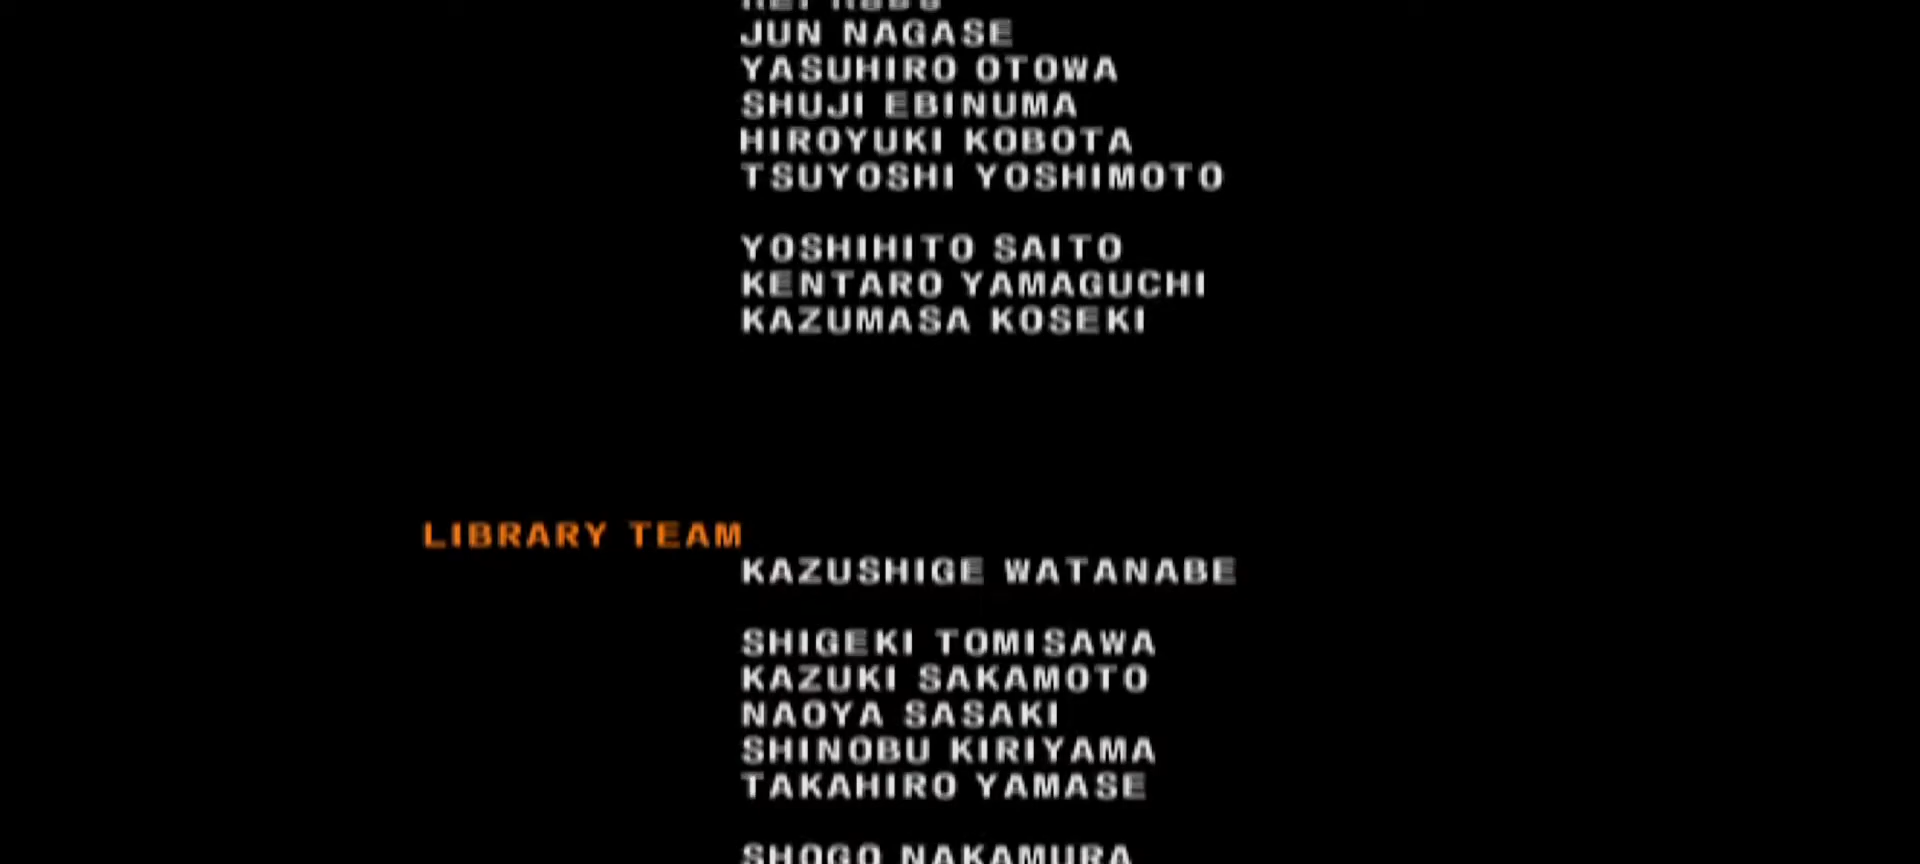 JUN NAGASE
YASUHIRO OTOWA
SHUJI EBINUMA
HIROYUKI KOBOTA
TSUYOSHI YOSHIMOTO
YOSHIHITO SAITO
KENTARO YAMAGUCHI
KAZUMASA KOSEKI
LIBRARY TEAM
KAZUSHIGE WATANABE
SHIGEKI TOMISAWA
KAZUKI SAKAMOTO
NAOYA SASAKI
SHINOBU KIRIYAMA
TAKAHIRO YAMASE
SHOGO NAKAMURA